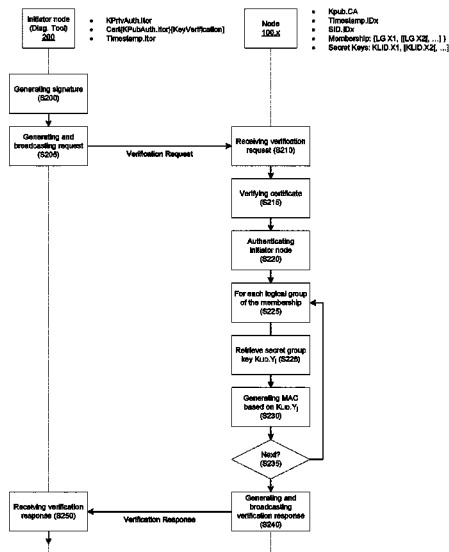 Initiator node
(Diag. Tool)
200
• KPrivAuth.Itor
• Cert{KPubAuth.Itor}{KeyVerification}
• Timestamp.Itor
Node
100.x
• Kpub.CA
• Timestamp.IDx
• SID.IDx
• Membership: {LG X1, [[LG X2[, ...] }
• Secret Keys: KLID.X1, [[KLID.X2[, ...]
Generating signature
(S200)
Generating and
broadcasting request
(S205)
Verification Request
Receiving verification
request (S210)
Verifying certificate
(S215)
Authenticating
initiator node
(S220)
For each logical group
of the membership
(S225)
Retrieve secret group
key KLID.Yj (S226)
Generating MAC
based on KLID.Yj
(S230)
Next?
(S235)
Generating and
broadcasting
verification response
(S240)
Verification Response
Receiving verification
response (S250)